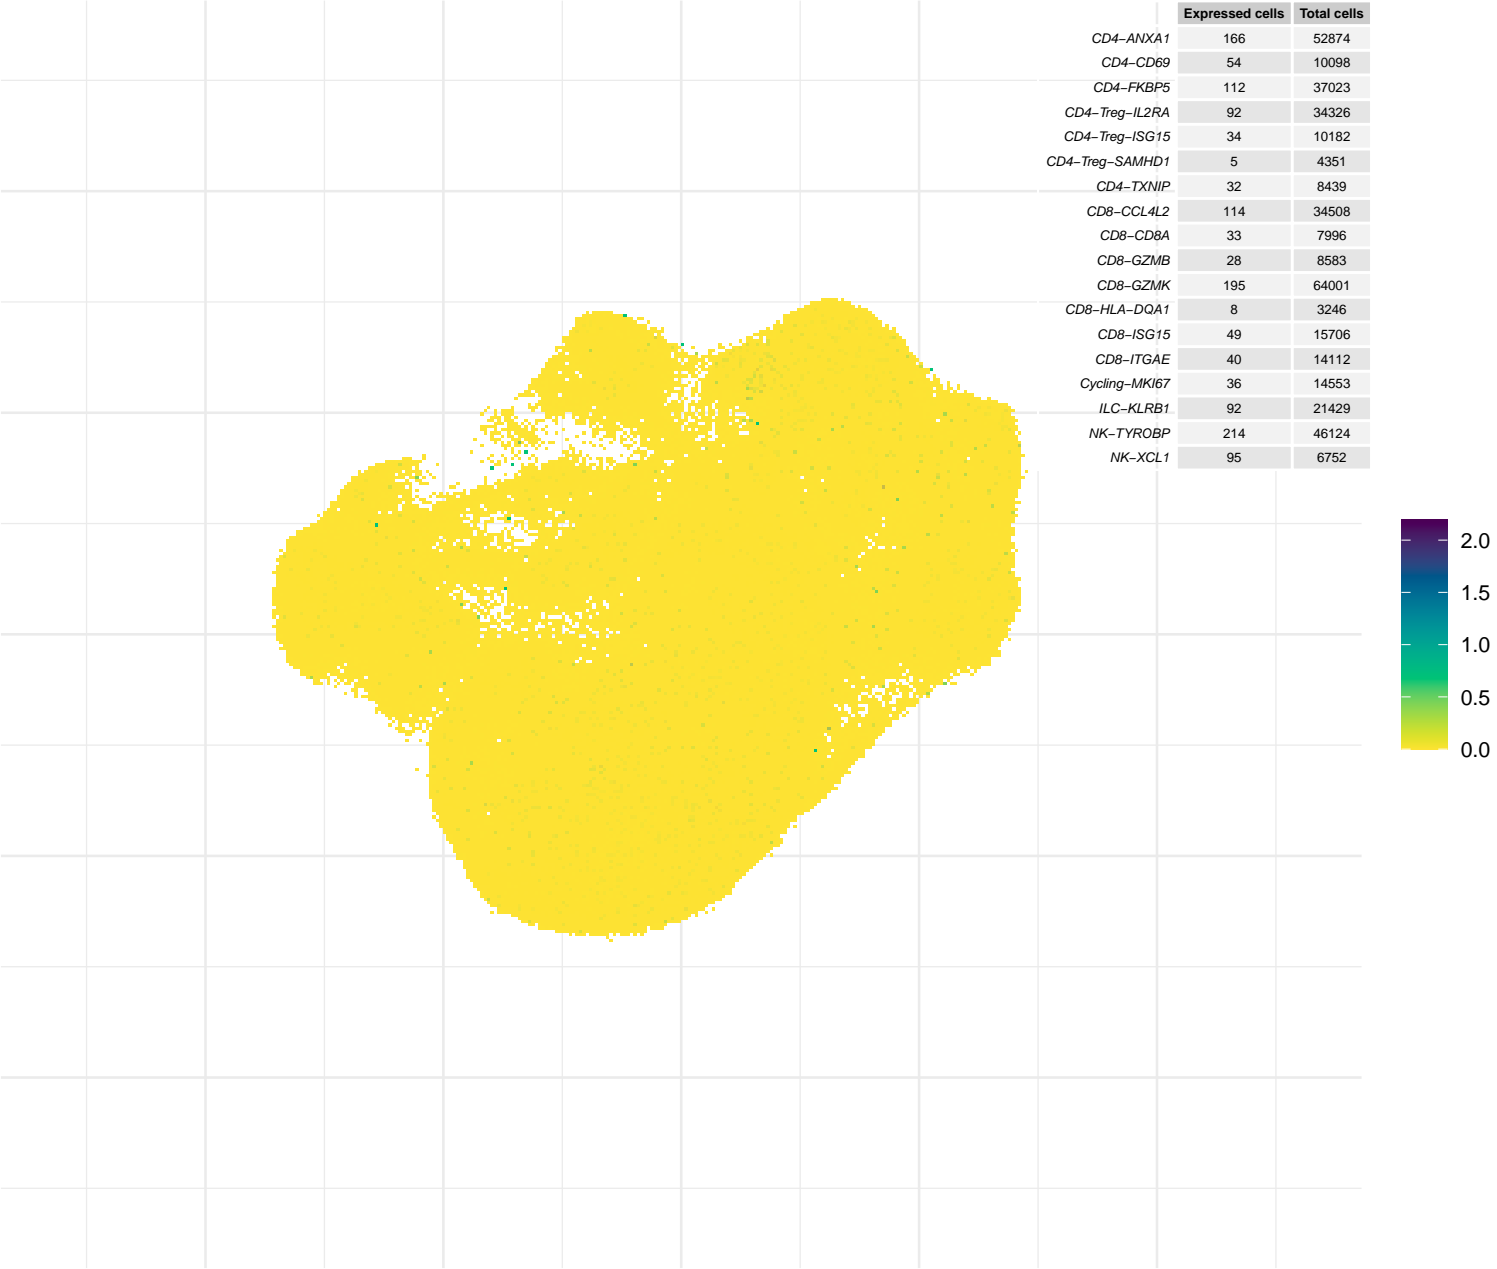 Expressed cells Total cells
CD4−ANXA1 166 52874
CD4−CD69 54 10098
CD4−FKBP5 112 37023
CD4−Treg−IL2RA 92 34326
CD4−Treg−ISG15 34 10182
CD4−Treg−SAMHD1 5 4351
CD4−TXNIP 32 8439
CD8−CCL4L2 114 34508
CD8−CD8A 33 7996
CD8−GZMB 28 8583
CD8−GZMK 195 64001
CD8−HLA−DQA1 8 3246
CD8−ISG15 49 15706
CD8−ITGAE 40 14112
Cycling−MKI67 36 14553
ILC−KLRB1 92 21429
NK−TYROBP 214 46124
NK−XCL1 95 6752
2.0
1.5
1.0
0.5
0.0